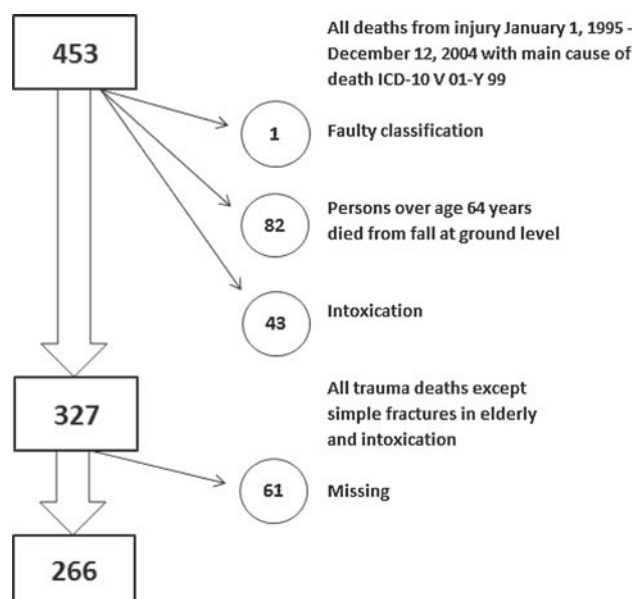 453
All deaths from injury January 1, 1995 -
December 12, 2004 with main cause of
death ICD-10 V 01-Y 99
1
Faulty classification
82
Persons over age 64 years
died from fall at ground level
43
Intoxication
327
All trauma deaths except
simple fractures in elderly
and intoxication
61
Missing
266